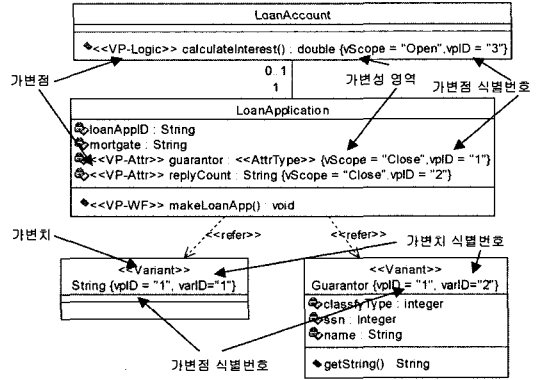 LoanAccount
<<VP-Logic>> calculateInterest() : double {vScope = "Open",vpID = "3"}
가변점
0..1
1
가변성 영역
가변점 식별번호
LoanApplication
loanAppID : String
mortgate : String
<<VP-Attr>> guarantor : <<AttrType>> {vScope = "Close",vpID = "1"}
<<VP-Attr>> replyCount : String {vScope = "Close".vpID = "2"}
<<VP-WF>> makeLoanApp() : void
가변치
<<refer>>
<<refer>>
가변치 식별번호
<<Variant>>
String {vpID = "1", varID="1"}
<<Variant>>
Guarantor {vpID = "1", varID="2"}
classfyType : integer
ssn : Integer
name : String
getString() String
가변점 식별번호